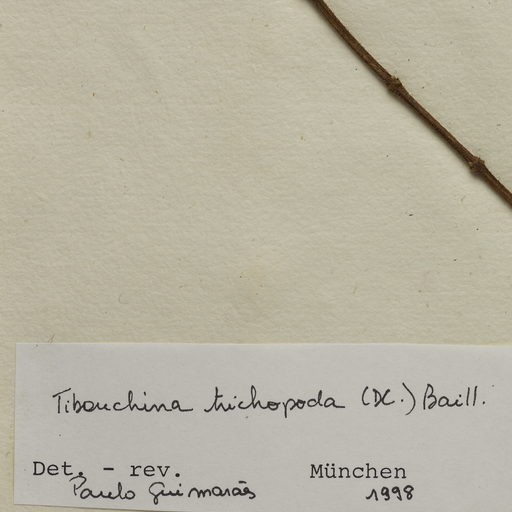 Tibouchina trichopoda (DC.) Baill.
Det. - rev. München
Paulo Guimarães 1998